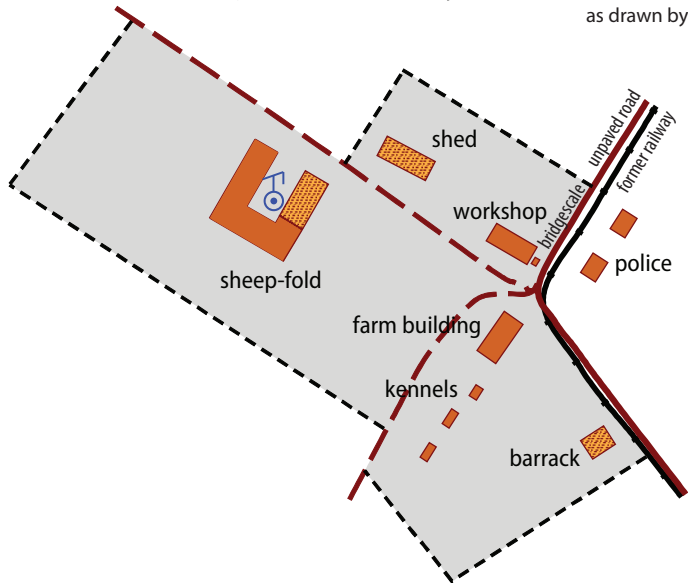 as drawn by
unpaved road
former railway
shed
workshop
bridgescale
police
sheep-fold
farm building
kennels
barrack